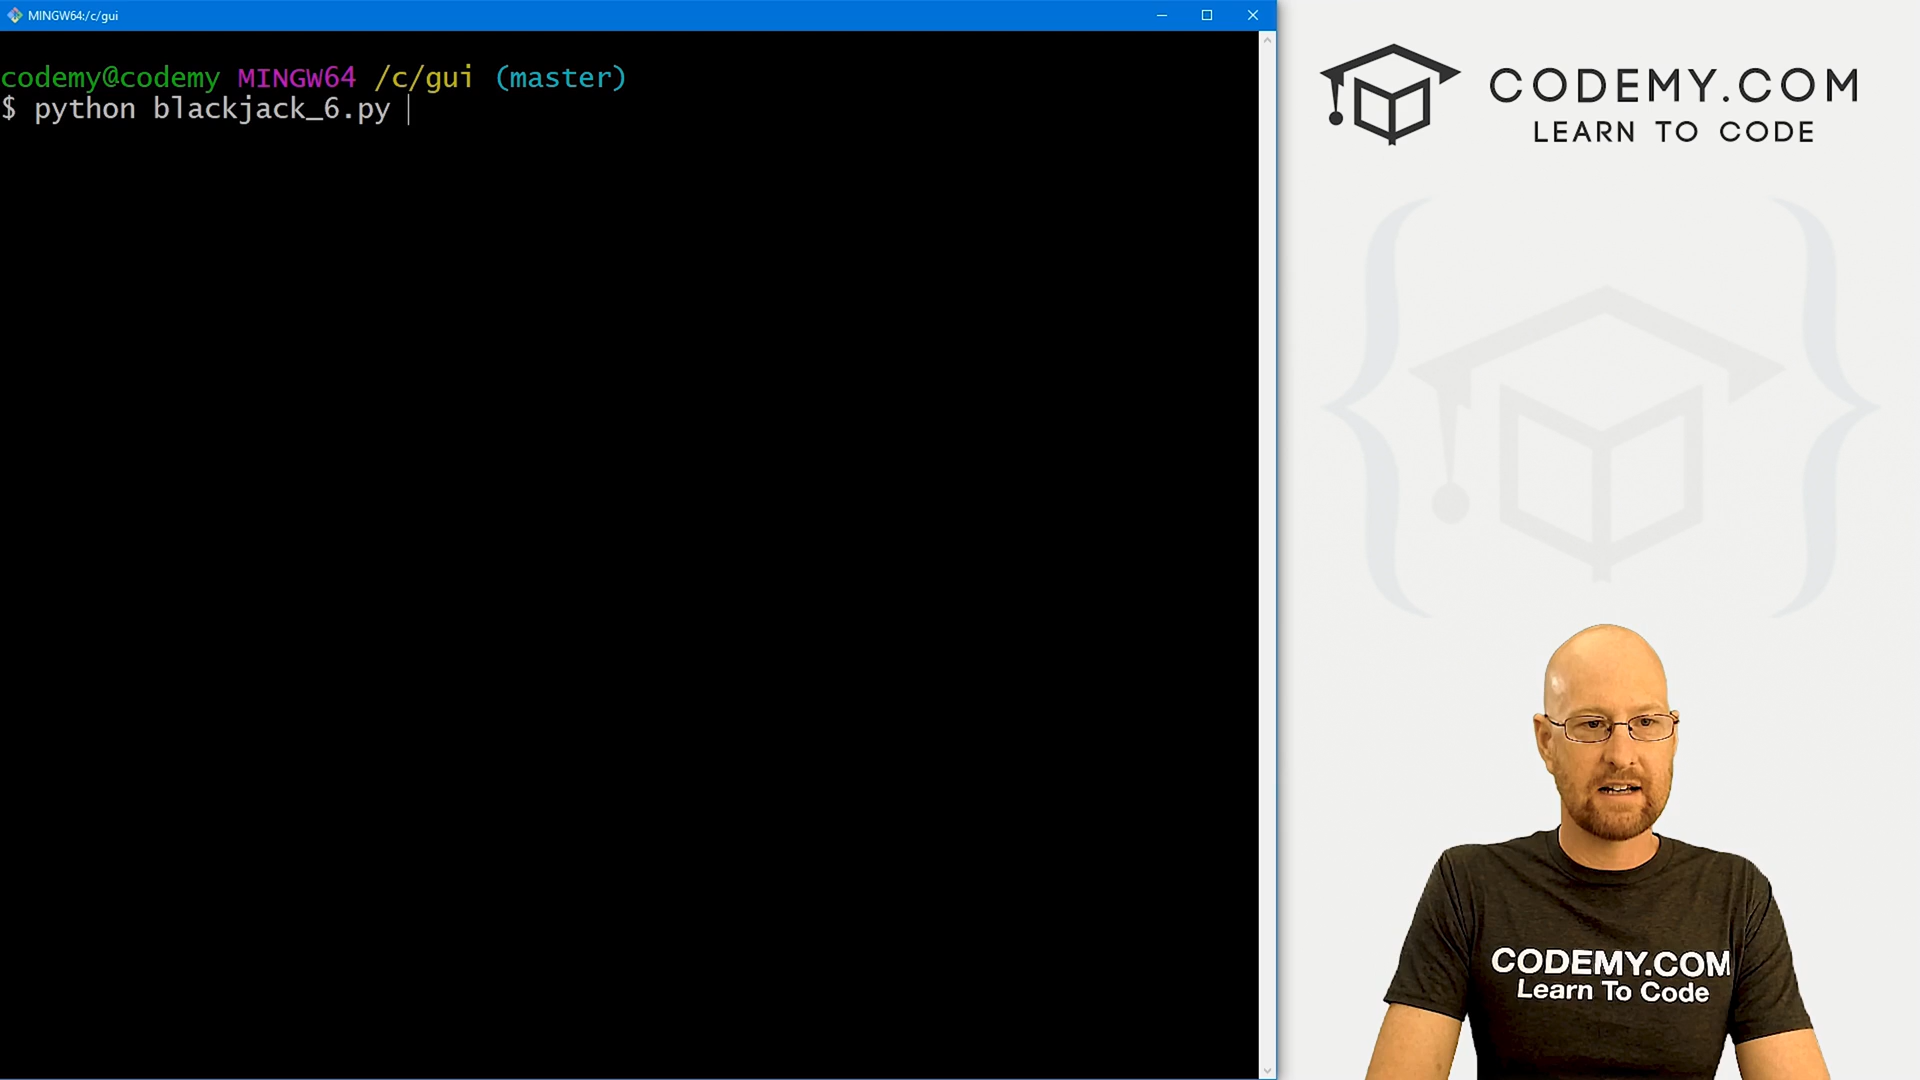 MINGW64:/c/gui
codemy@codemy MINGW64 /c/gui (master)
$ python blackjack_6.py
CODEMY.COM
LEARN TO CODE
CODEMY.COM
Learn To Code